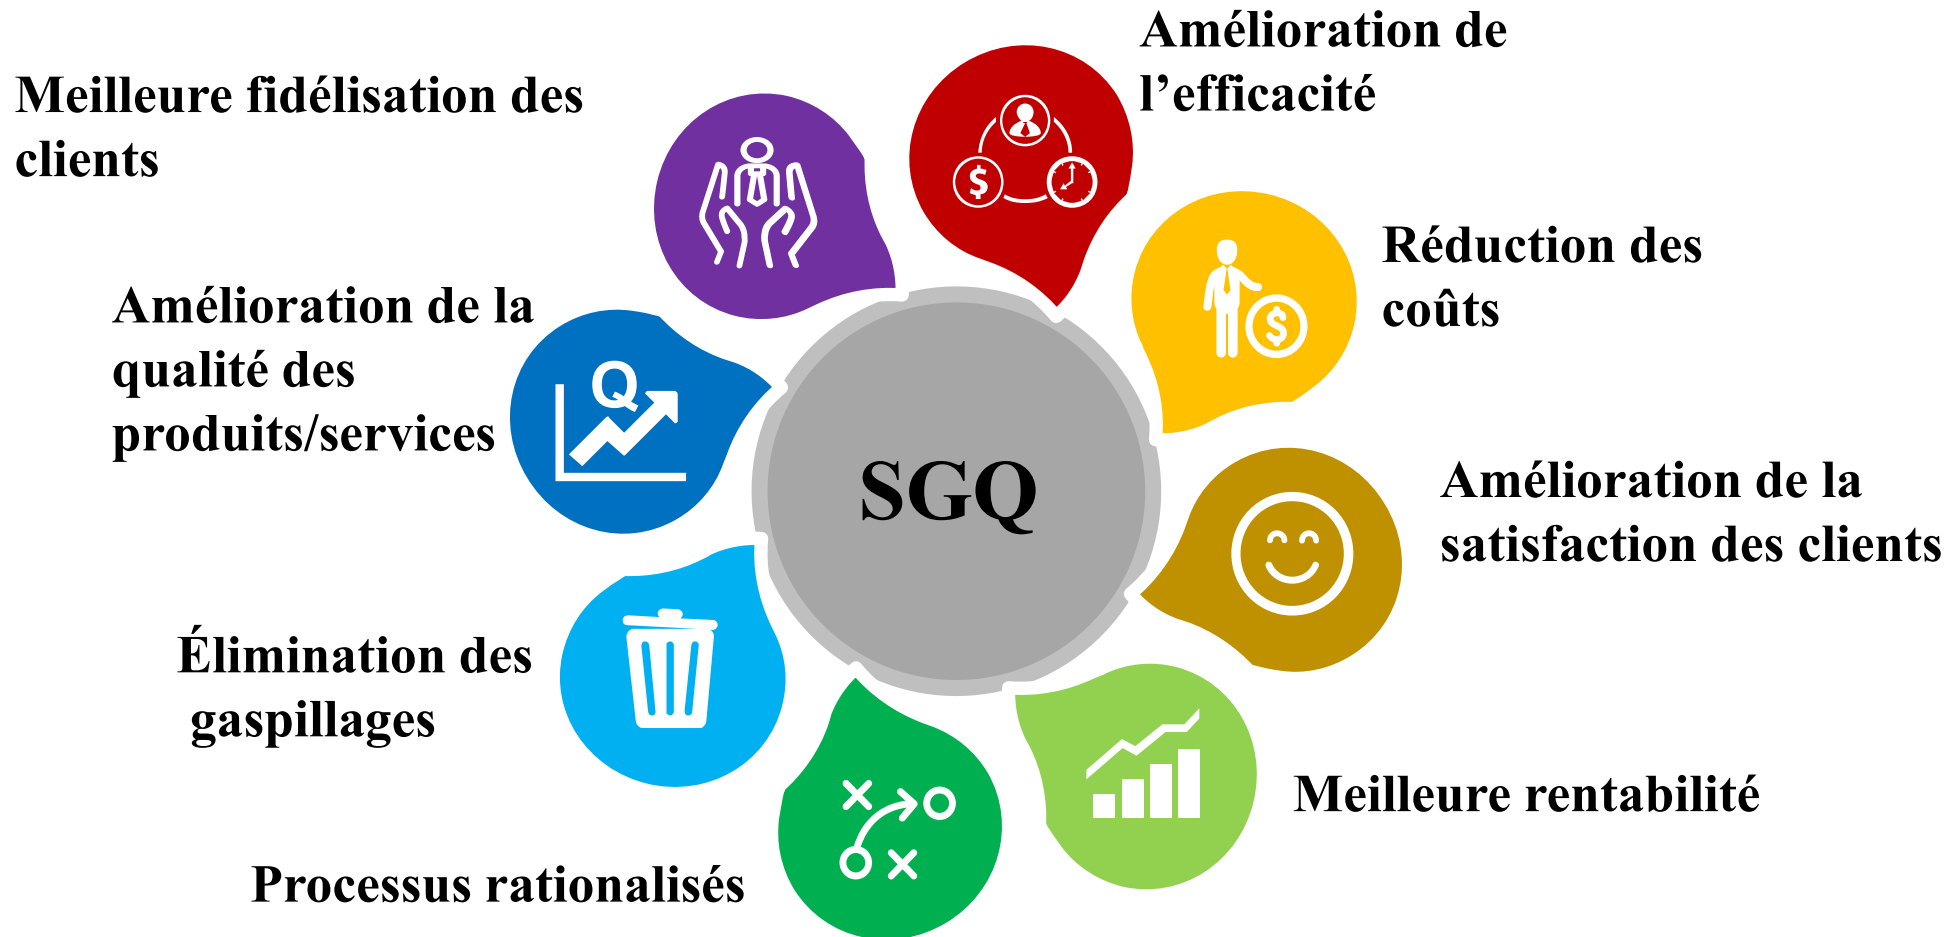 Amélioration de
l’efficacité
Réduction des
coûts
Amélioration de la
satisfaction des clients
Meilleure rentabilité
Processus rationalisés
Élimination des
gaspillages
Amélioration de la
qualité des
produits/services
Meilleure fidélisation des
clients
SGQ
$
$
Q